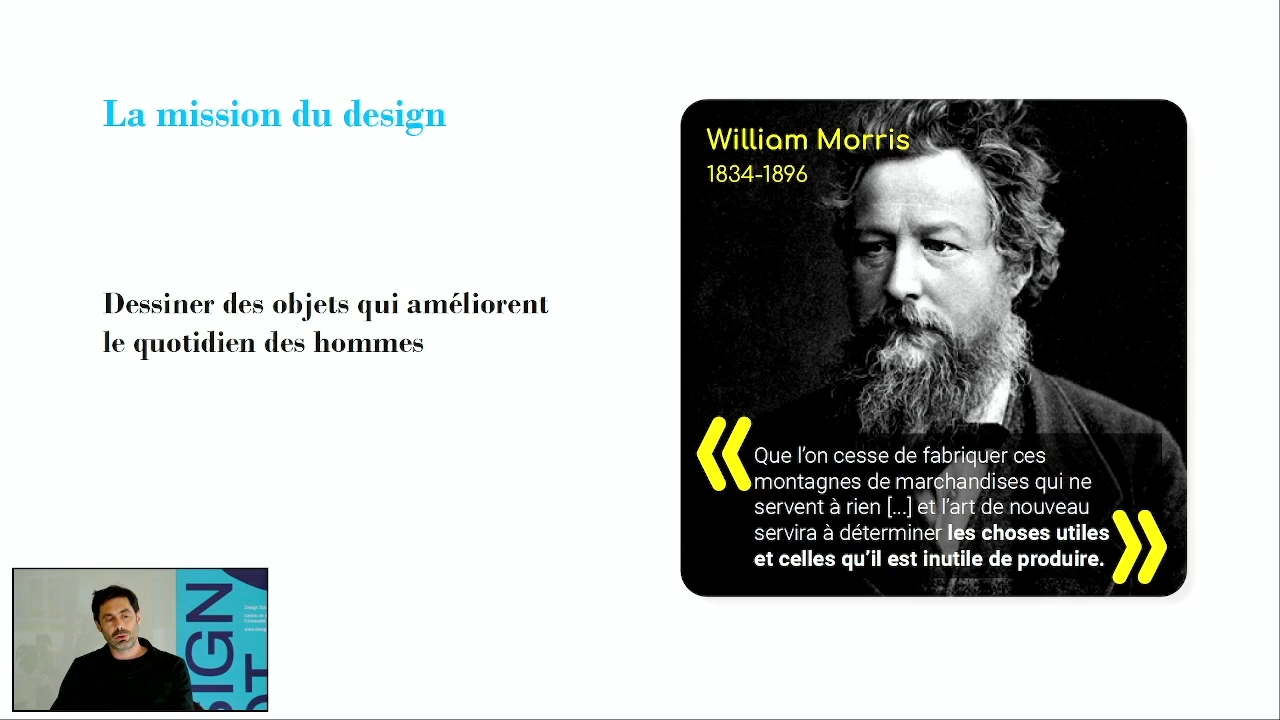 La mission du design
Dessiner des objets qui améliorent
le quotidien des hommes
William Morris
1834-1896
« Que l’on cesse de fabriquer ces
montagnes de marchandises qui ne
servent à rien [...] et l’art de nouveau
servira à déterminer les choses utiles
et celles qu’il est inutile de produire. »
IGN